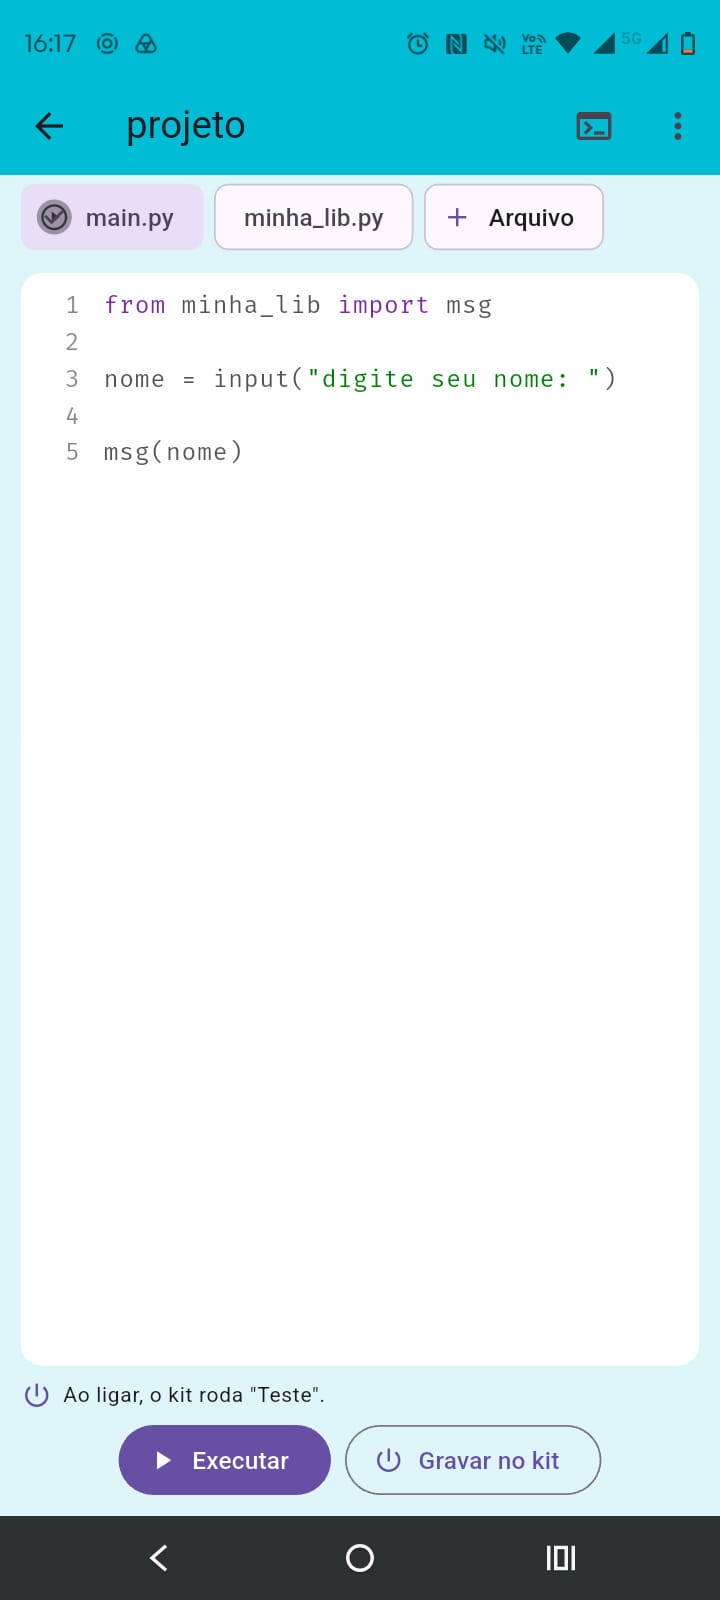 16:17 VoLTE 5G
projeto
main.py minha_lib.py + Arquivo
1 from minha_lib import msg
2
3 nome = input("digite seu nome: ")
4
5 msg(nome)
Ao ligar, o kit roda "Teste".
Executar Gravar no kit